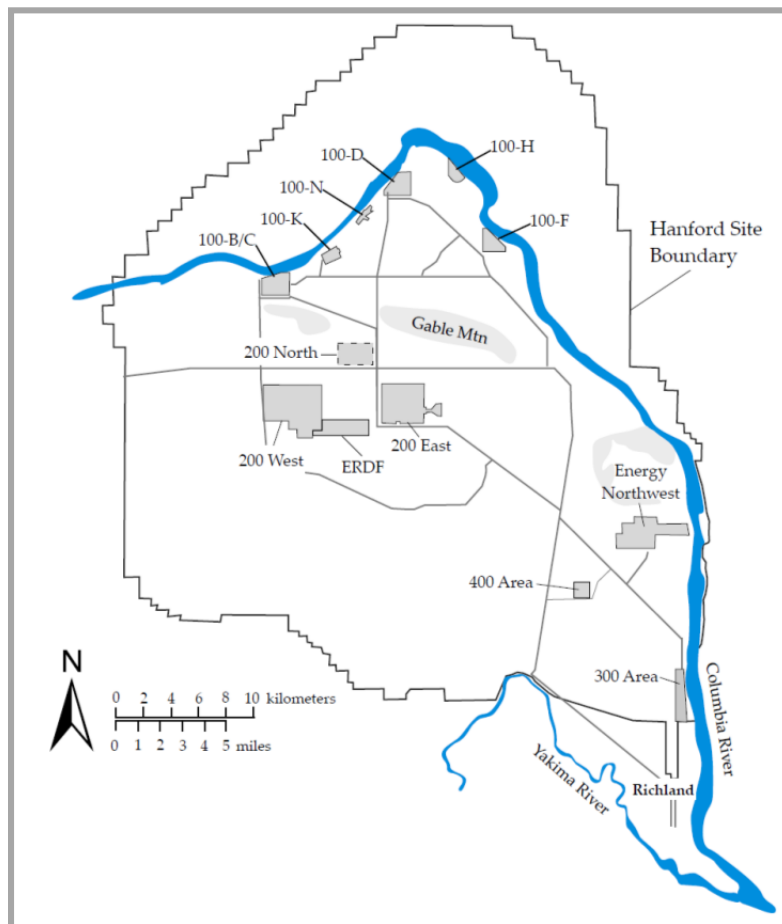 100-H
100-D
100-N
100-K
100-F
100-B/C
Hanford Site
Boundary
Gable Mtn
200 North
200 West
ERDF
200 East
Energy
Northwest
400 Area
300 Area
N
0 2 4 6 8 10 kilometers
0 1 2 3 4 5 miles
Columbia River
Yakima River
Richland